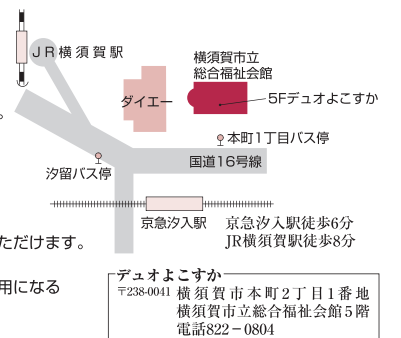 JR横須賀駅
横須賀市立
総合福祉会館
ダイエー
5Fデュオよこすか
。
本町1丁目バス停
国道16号線
汐留バス停
京急汐入駅
京急汐入駅徒歩6分
JR横須賀駅徒歩8分
ただけます。
用になる
デュオよこすか
〒238-0041 横須賀市本町2丁目1番地
横須賀市立総合福祉会館5階
電話822－0804